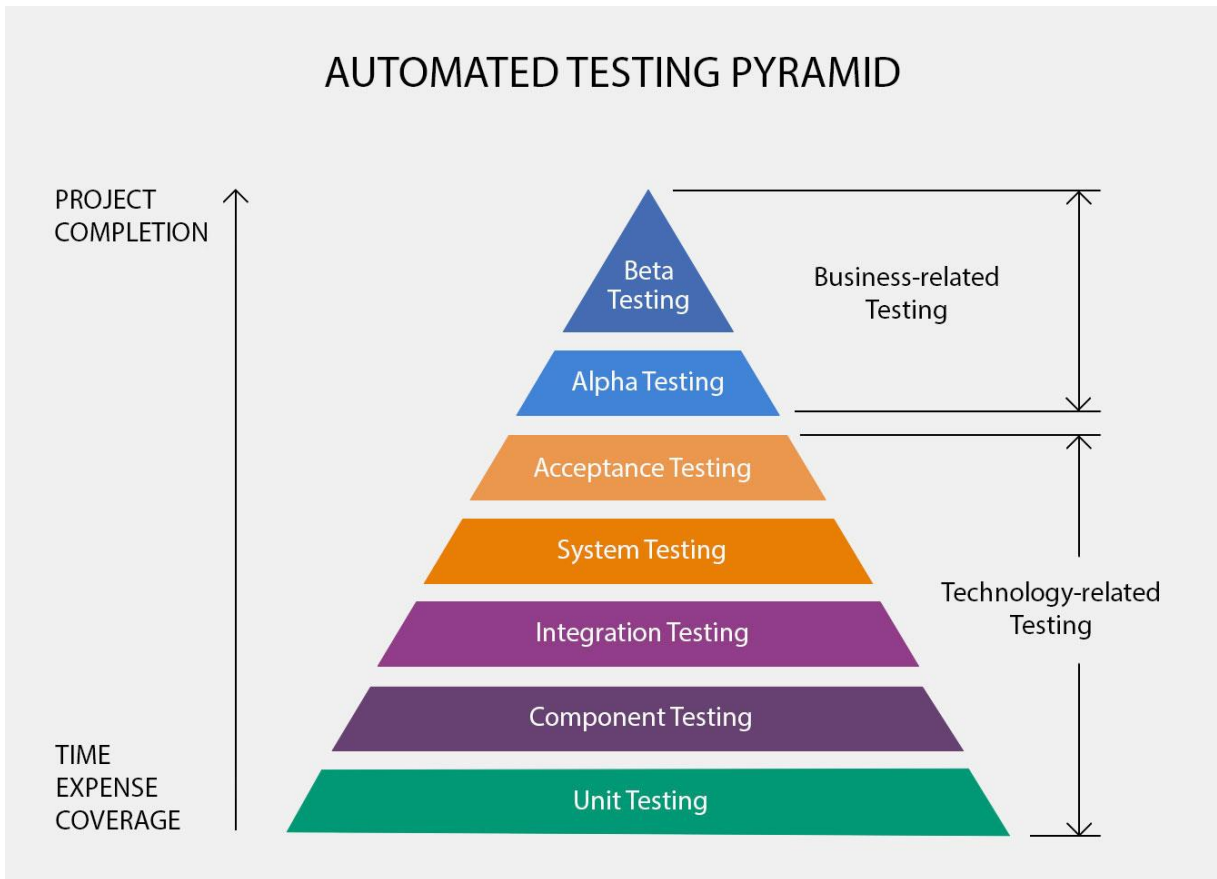 AUTOMATED TESTING PYRAMID
PROJECT
COMPLETION
Beta
Testing
Business-related
Testing
Alpha Testing
Acceptance Testing
System Testing
Technology-related
Testing
Integration Testing
Component Testing
TIME
EXPENSE
COVERAGE
Unit Testing